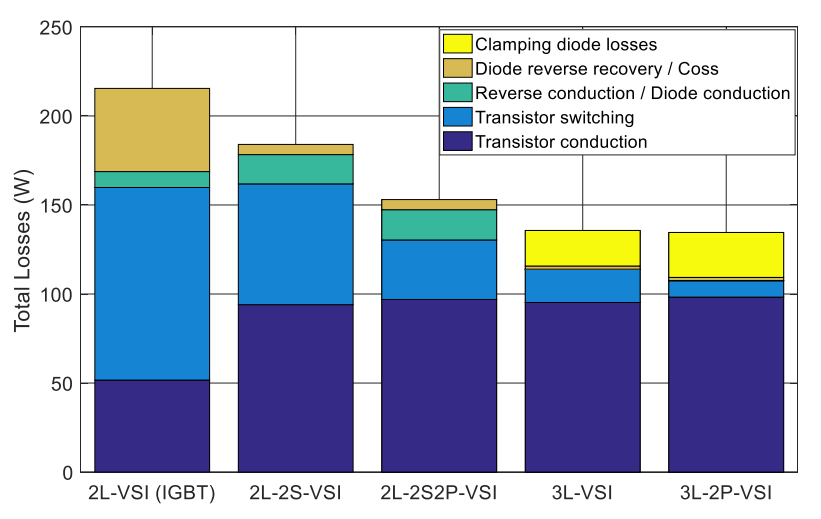 250
200
150
100
50
0
Total Losses (W)
Clamping diode losses
Diode reverse recovery / Coss
Reverse conduction / Diode conduction
Transistor switching
Transistor conduction
2L-VSI (IGBT)
2L-2S-VSI
2L-2S2P-VSI
3L-VSI
3L-2P-VSI